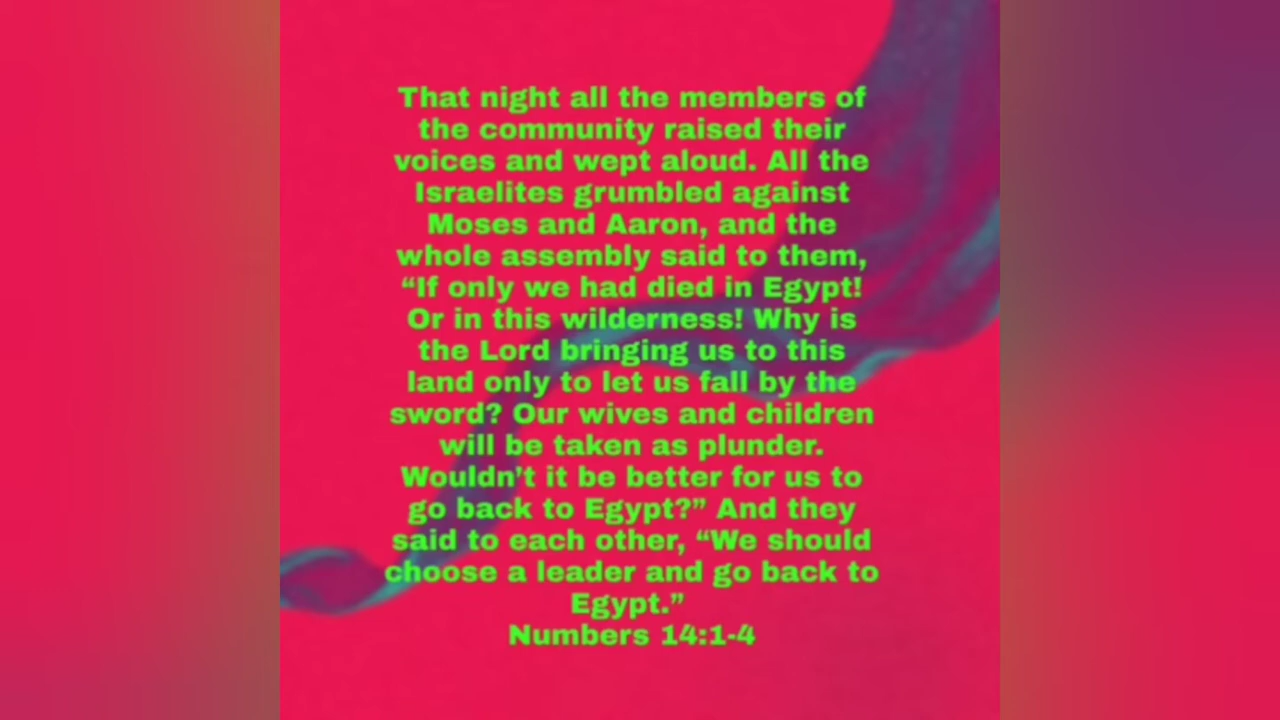 That night all the members of
the community raised their
voices and wept aloud. All the
Israelites grumbled against
Moses and Aaron, and the
whole assembly said to them,
“If only we had died in Egypt!
Or in this wilderness! Why is
the Lord bringing us to this
land only to let us fall by the
sword? Our wives and children
will be taken as plunder.
Wouldn’t it be better for us to
go back to Egypt?” And they
said to each other, “We should
choose a leader and go back to
Egypt.”
Numbers 14:1-4